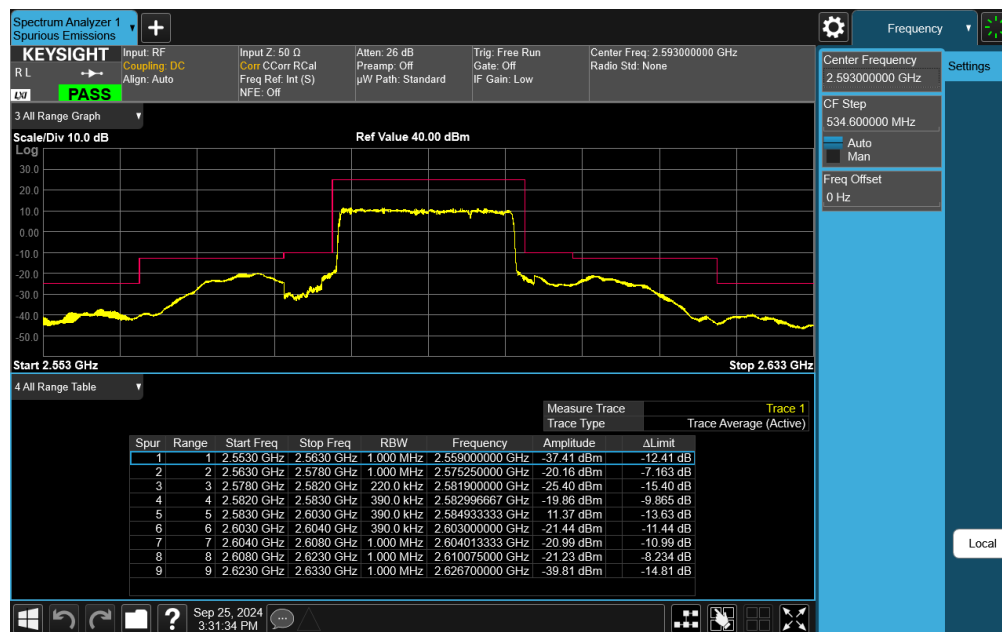 Spectrum Analyzer 1
Spurious Emissions
▼
+
Frequency
▼
KEYSIGHT
R L
LXI
PASS
Input: RF
Coupling: DC
Align: Auto
Input Z: 50 Ω
Corr CCorr RCal
Freq Ref: Int (S)
NFE: Off
Atten: 26 dB
Preamp: Off
µW Path: Standard
Trig: Free Run
Gate: Off
IF Gain: Low
Center Freq: 2.593000000 GHz
Radio Std: None
Center Frequency
2.593000000 GHz
Settings
CF Step
534.600000 MHz
Auto
Man
Freq Offset
0 Hz
3 All Range Graph ▼
Scale/Div 10.0 dB Ref Value 40.00 dBm
Log
30.0
20.0
10.0
0.00
-10.0
-20.0
-30.0
-40.0
-50.0
Start 2.553 GHz Stop 2.633 GHz
4 All Range Table ▼
Measure Trace Trace 1
Trace Type Trace Average (Active)
Spur Range Start Freq Stop Freq RBW Frequency Amplitude ΔLimit
1 1 2.5530 GHz 2.5630 GHz 1.000 MHz 2.559000000 GHz -37.41 dBm -12.41 dB
2 2 2.5630 GHz 2.5780 GHz 1.000 MHz 2.575250000 GHz -20.16 dBm -7.163 dB
3 3 2.5780 GHz 2.5820 GHz 220.0 kHz 2.581900000 GHz -25.40 dBm -15.40 dB
4 4 2.5820 GHz 2.5830 GHz 390.0 kHz 2.582996667 GHz -19.86 dBm -9.865 dB
5 5 2.5830 GHz 2.6030 GHz 390.0 kHz 2.584933333 GHz 11.37 dBm -13.63 dB
6 6 2.6030 GHz 2.6040 GHz 390.0 kHz 2.603000000 GHz -21.44 dBm -11.44 dB
7 7 2.6040 GHz 2.6080 GHz 1.000 MHz 2.604013333 GHz -20.99 dBm -10.99 dB
8 8 2.6080 GHz 2.6230 GHz 1.000 MHz 2.610075000 GHz -21.23 dBm -8.234 dB
9 9 2.6230 GHz 2.6330 GHz 1.000 MHz 2.626700000 GHz -39.81 dBm -14.81 dB
Local
?
Sep 25, 2024
3:31:34 PM